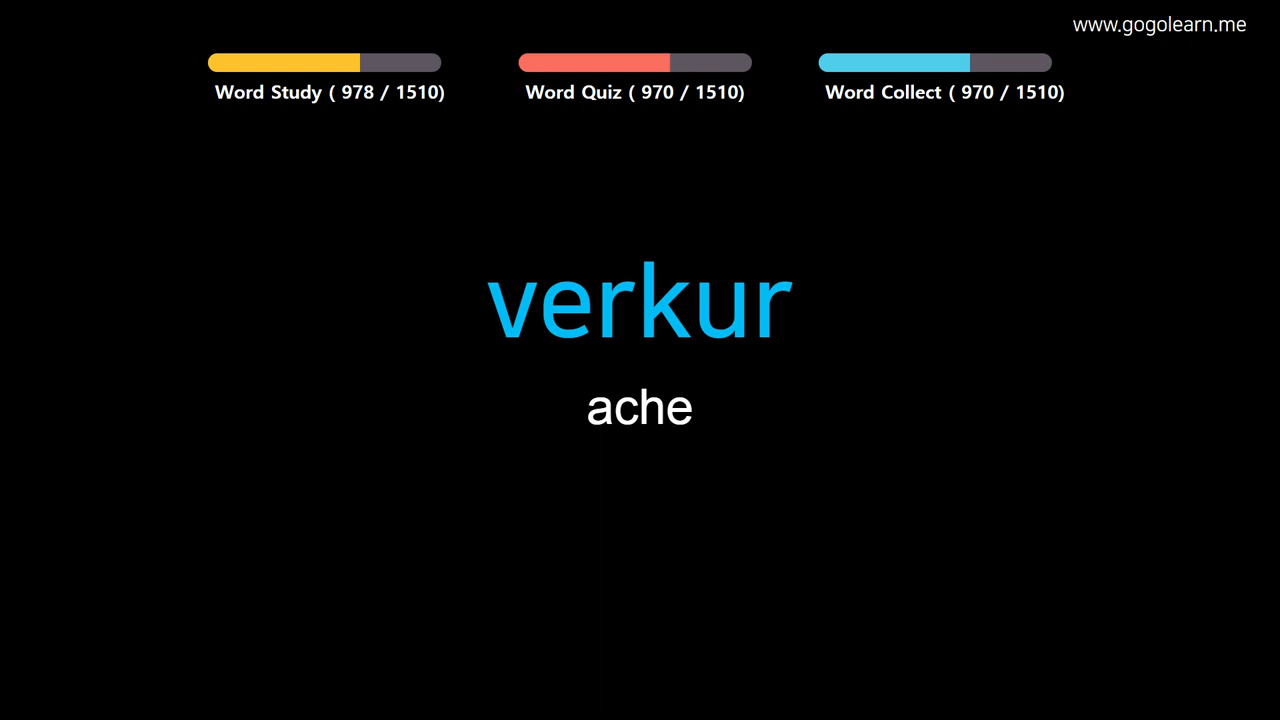 www.gogolearn.me
Word Study ( 978 / 1510)
Word Quiz ( 970 / 1510)
Word Collect ( 970 / 1510)
verkur
ache